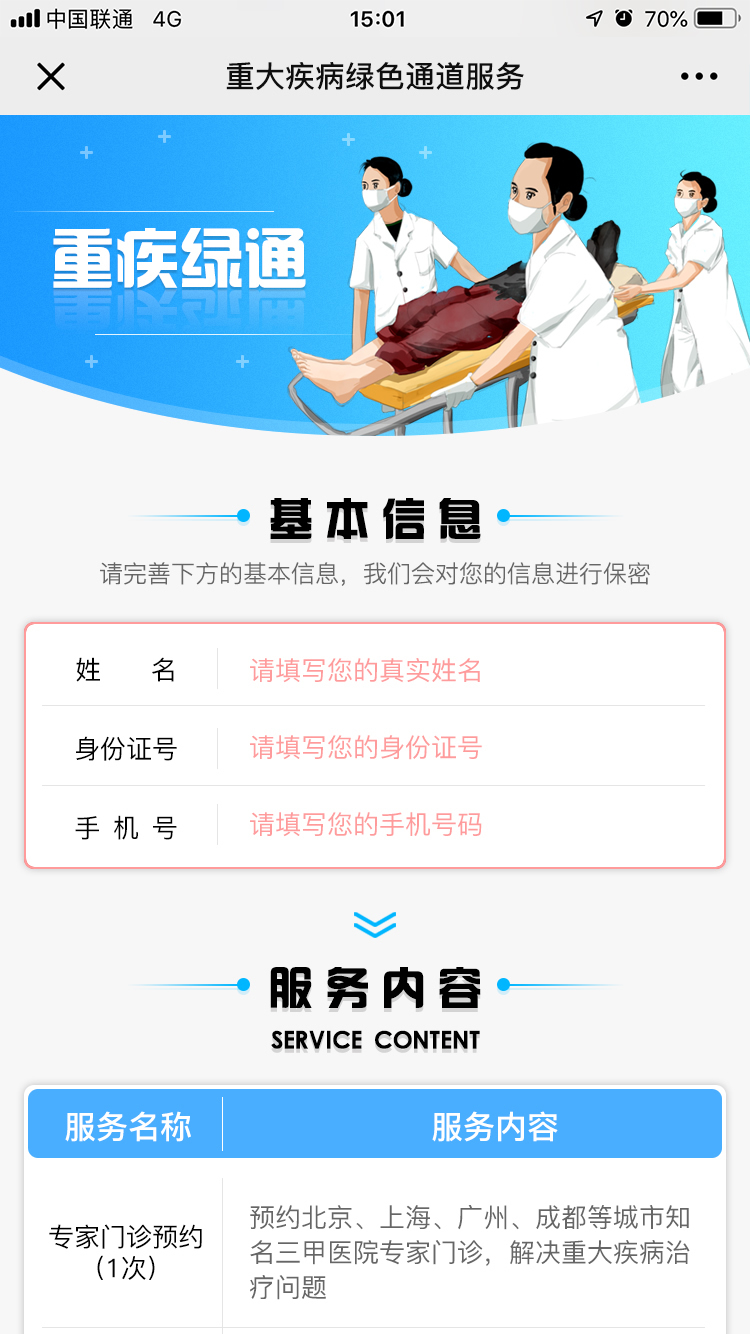 中国联通 4G 15:01 70%
重大疾病绿色通道服务
重疾绿通
基本信息
请完善下方的基本信息，我们会对您的信息进行保密
姓名 请填写您的真实姓名
身份证号 请填写您的身份证号
手机号 请填写您的手机号码
服务内容
SERVICE CONTENT
服务名称 服务内容
专家门诊预约
（1次）
预约北京、上海、广州、成都等城市知
名三甲医院专家门诊，解决重大疾病治
疗问题